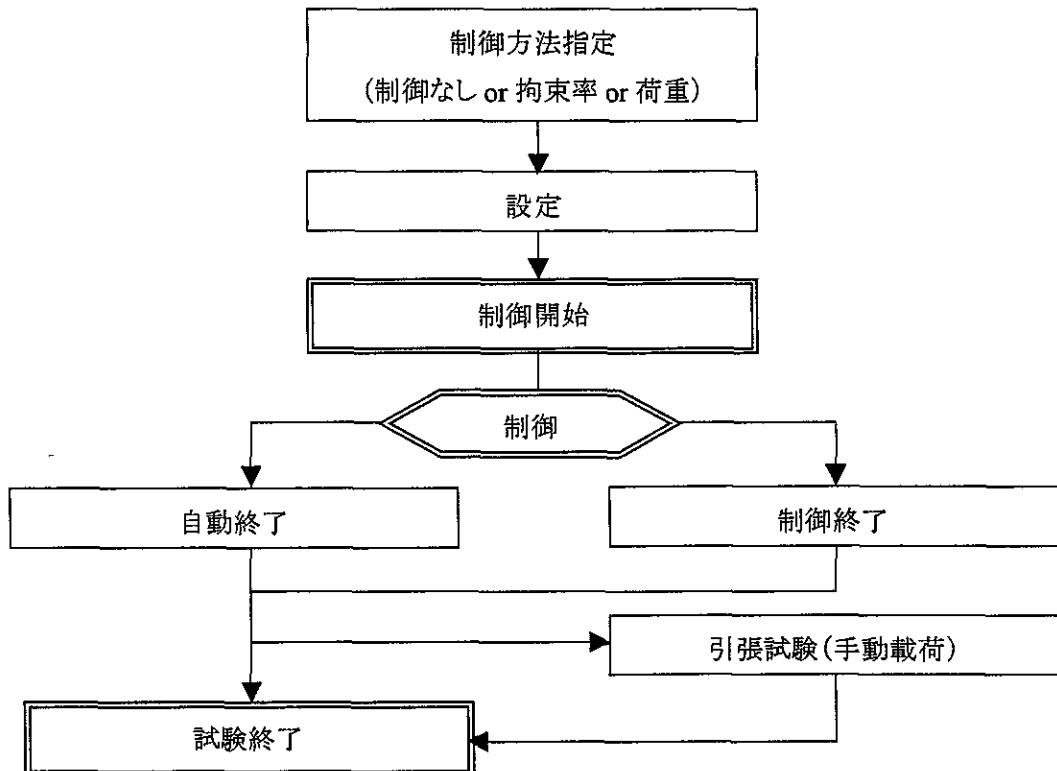 制御方法指定
(制御なし or 拘束率 or 荷重)
設定
制御開始
制御
自動終了
制御終了
引張試験(手動載荷)
試験終了